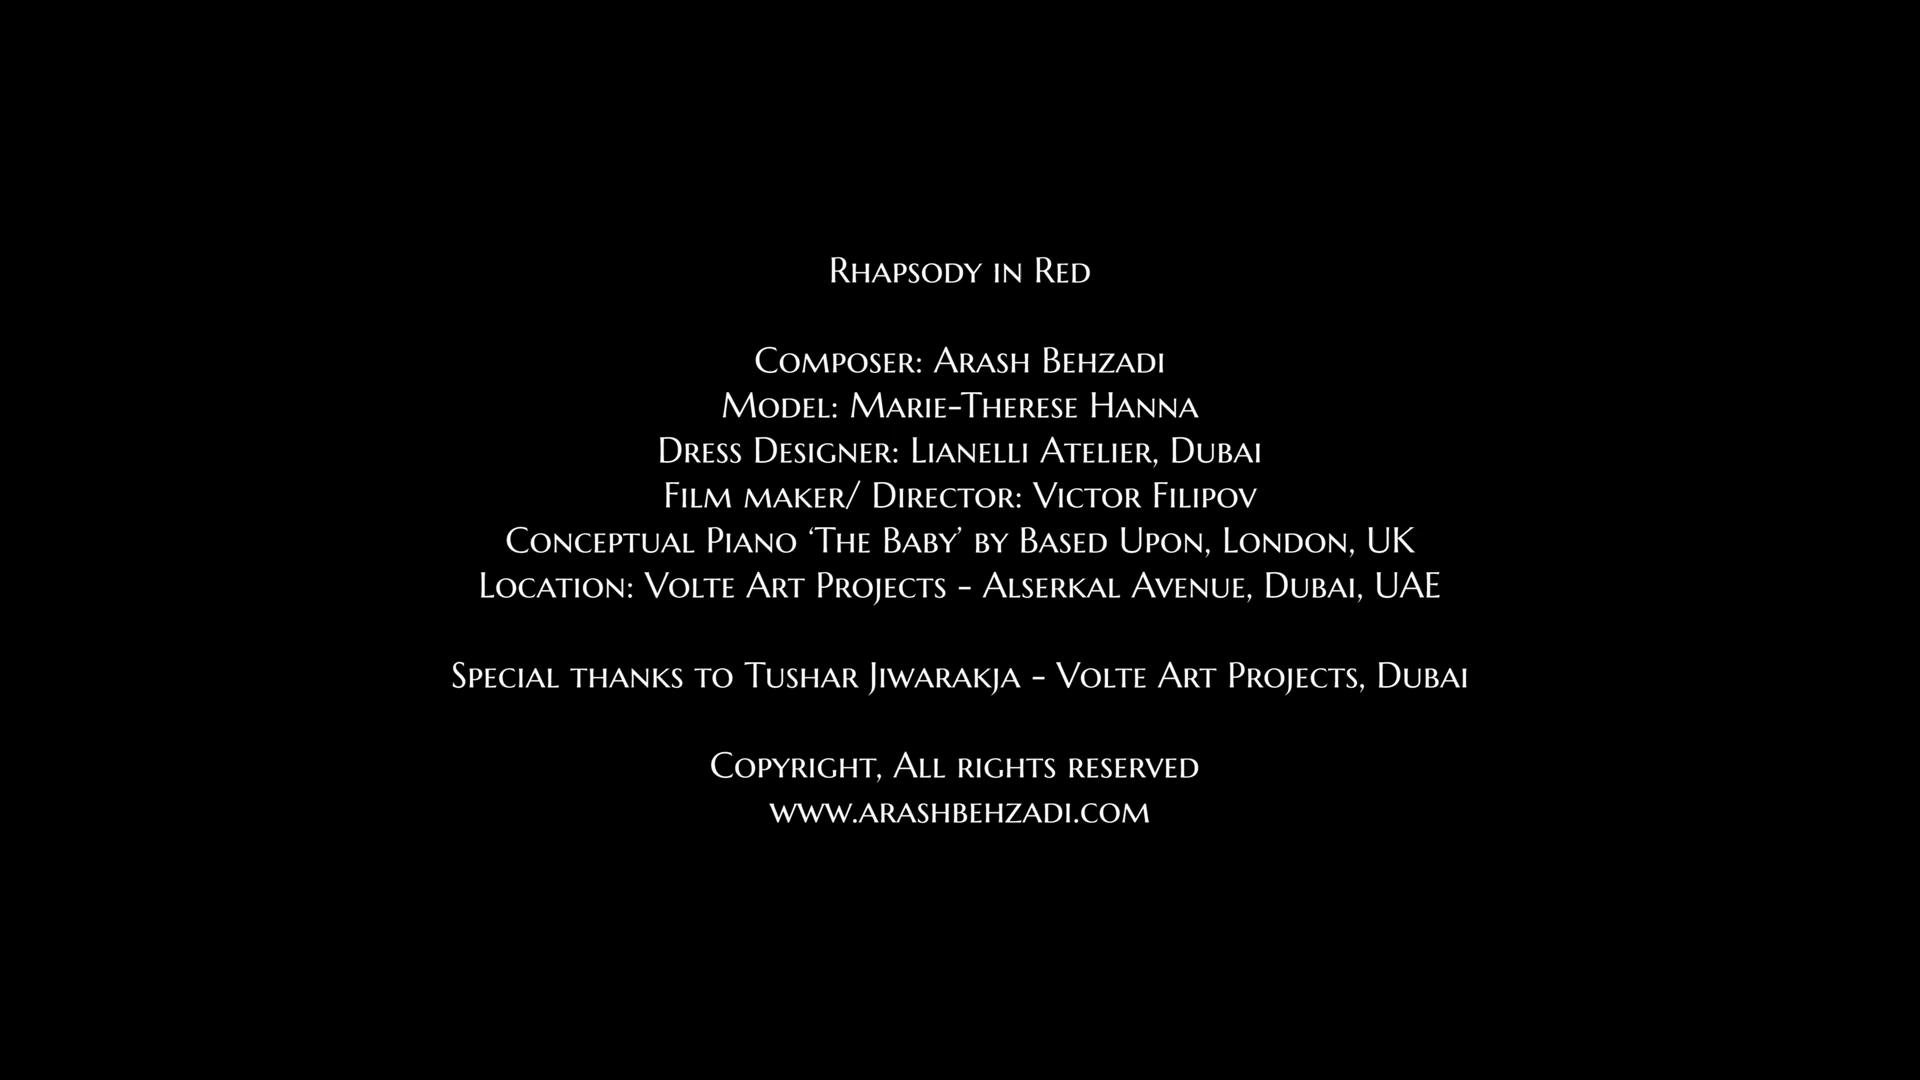 Rhapsody in Red
Composer: Arash Behzadi
Model: Marie-Therese Hanna
Dress Designer: Lianelli Atelier, Dubai
Film maker/ Director: Victor Filipov
Conceptual Piano ‘The Baby’ by Based Upon, London, UK
Location: Volte Art Projects - Alserkal Avenue, Dubai, UAE
Special thanks to Tushar Jiwarakja - Volte Art Projects, Dubai
Copyright, All rights reserved
www.arashbehzadi.com